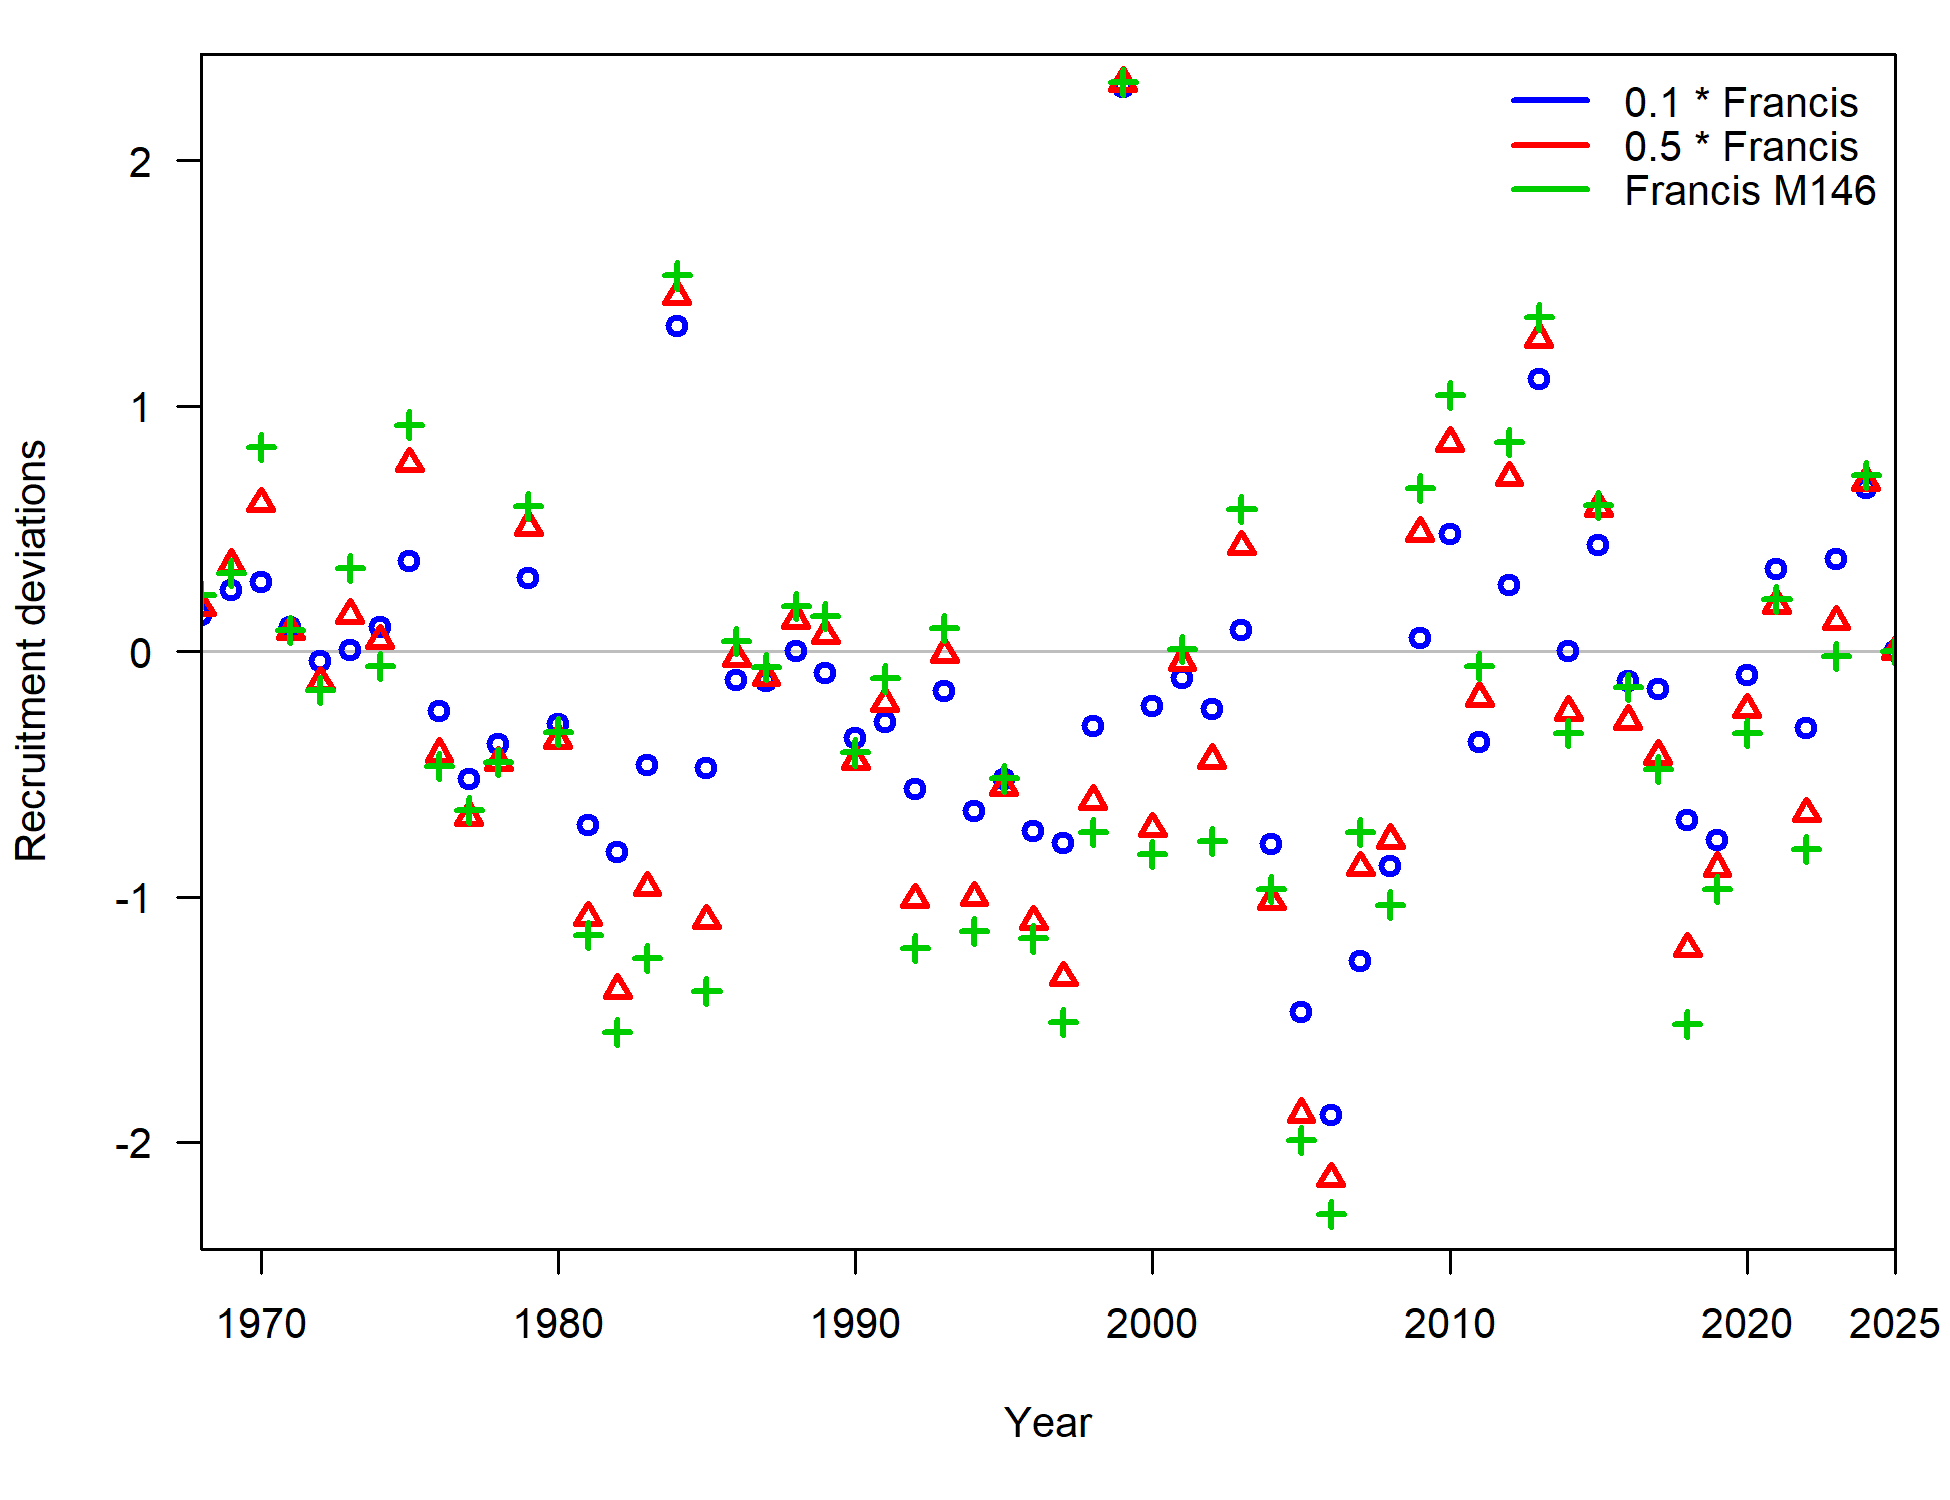 0.1 * Francis
0.5 * Francis
Francis M146
2
1
0
-1
-2
Recruitment deviations
1970 1980 1990 2000 2010 2020 2025
Year